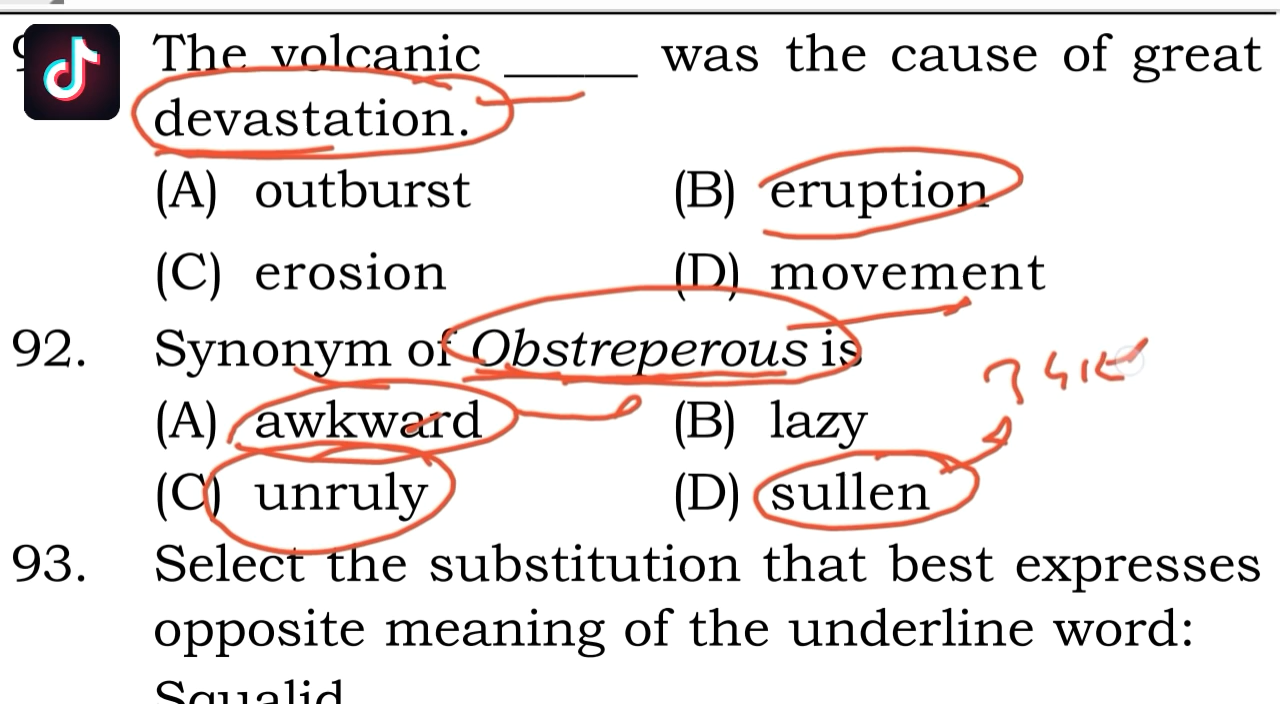 The volcanic _____ was the cause of great
devastation.
(A) outburst (B) eruption
(C) erosion (D) movement
92. Synonym of Obstreperous is
(A) awkward (B) lazy
(C) unruly (D) sullen
93. Select the substitution that best expresses
opposite meaning of the underline word:
Squalid